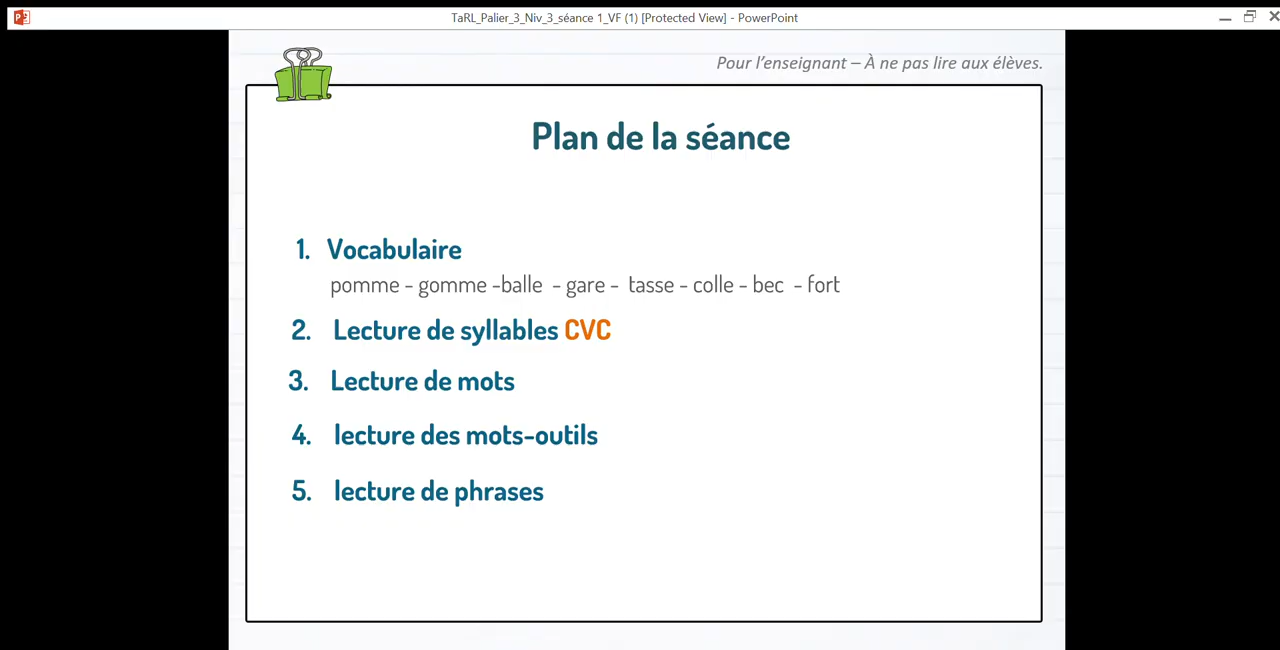 TaRL_Palier_3_Niv_3_séance 1_VF (1) [Protected View] - PowerPoint
Pour l'enseignant – À ne pas lire aux élèves.
Plan de la séance
1. Vocabulaire
pomme - gomme -balle - gare - tasse - colle - bec - fort
2. Lecture de syllabes CVC
3. Lecture de mots
4. lecture des mots-outils
5. lecture de phrases